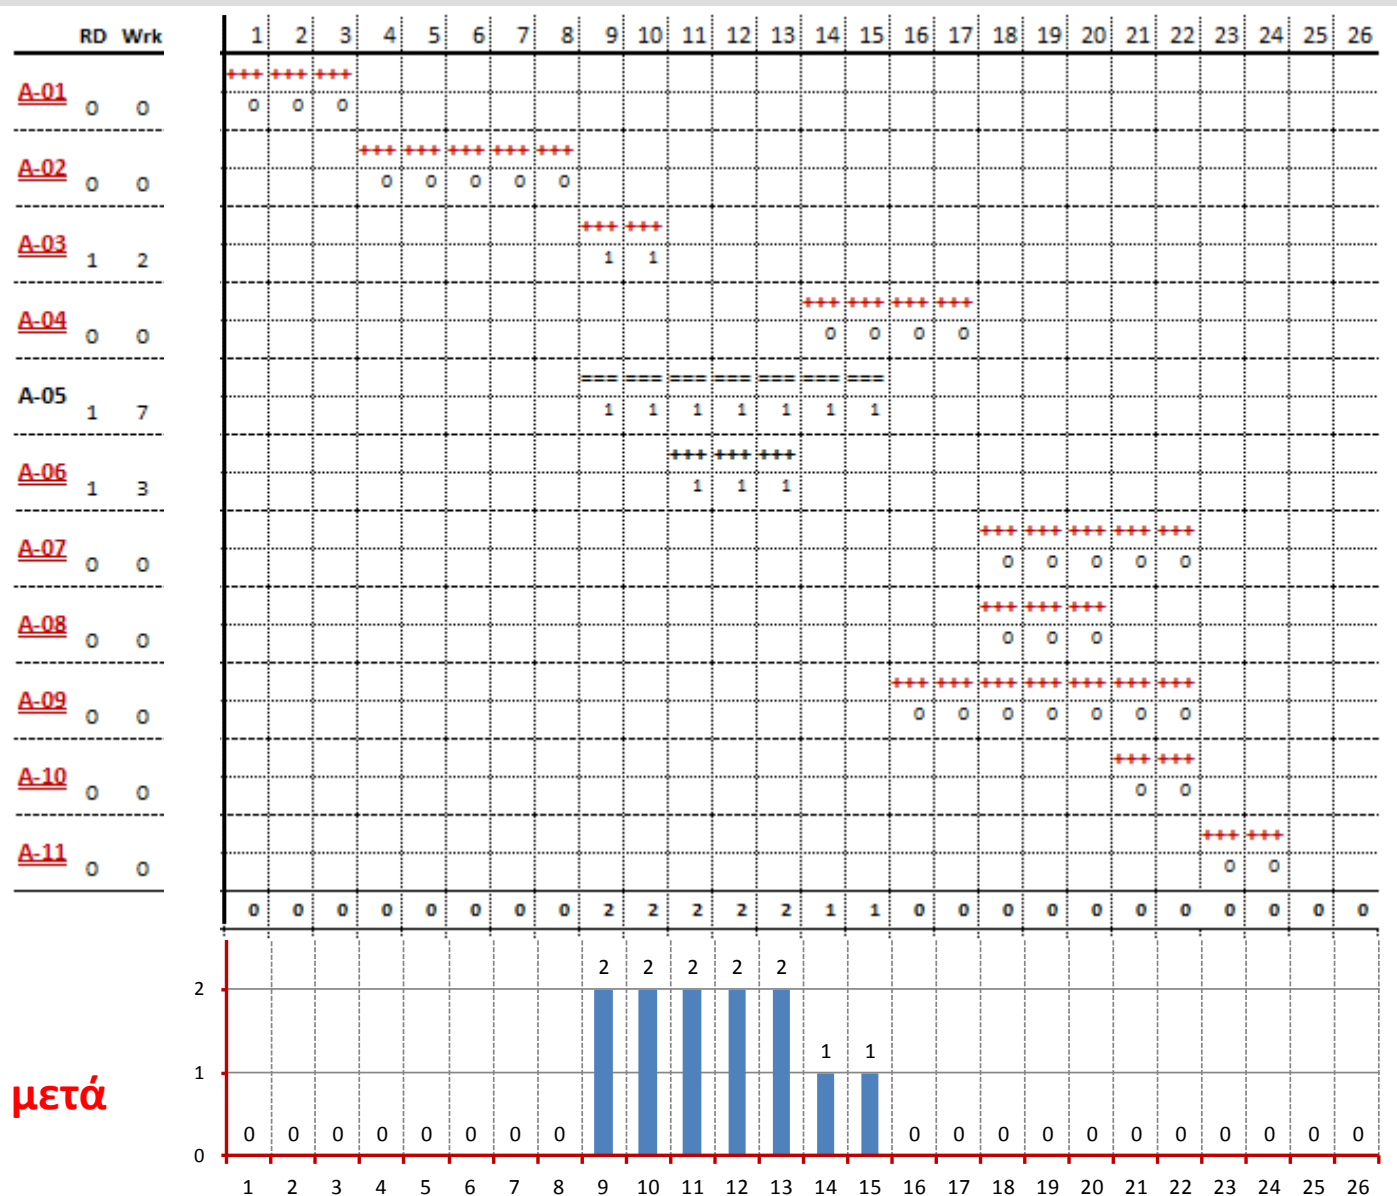 RD Wrk 1 2 3 4 5 6 7 8 9 10 11 12 13 14 15 16 17 18 19 20 21 22 23 24 25 26
+++ +++ +++
A-01 0 0 0 0 0
+++ +++ +++ +++ +++
A-02 0 0 0 0 0 0 0
+++ +++
A-03 1 2 1 1
+++ +++ +++ +++
A-04 0 0 0 0 0 0
=== === === === === === ===
A-05 1 7 1 1 1 1 1 1 1
+++ +++ +++
A-06 1 3 1 1 1
+++ +++ +++ +++ +++
A-07 0 0 0 0 0 0 0
+++ +++ +++
A-08 0 0 0 0 0
+++ +++ +++ +++ +++ +++ +++
A-09 0 0 0 0 0 0 0 0 0
+++ +++
A-10 0 0 0 0
+++ +++
A-11 0 0 0 0
0 0 0 0 0 0 0 0 2 2 2 2 2 1 1 0 0 0 0 0 0 0 0 0 0 0
2 2 2 2 2
2
1 1
1
μετά
0 0 0 0 0 0 0 0 0 0 0 0 0 0 0 0 0 0 0
0
1 2 3 4 5 6 7 8 9 10 11 12 13 14 15 16 17 18 19 20 21 22 23 24 25 26